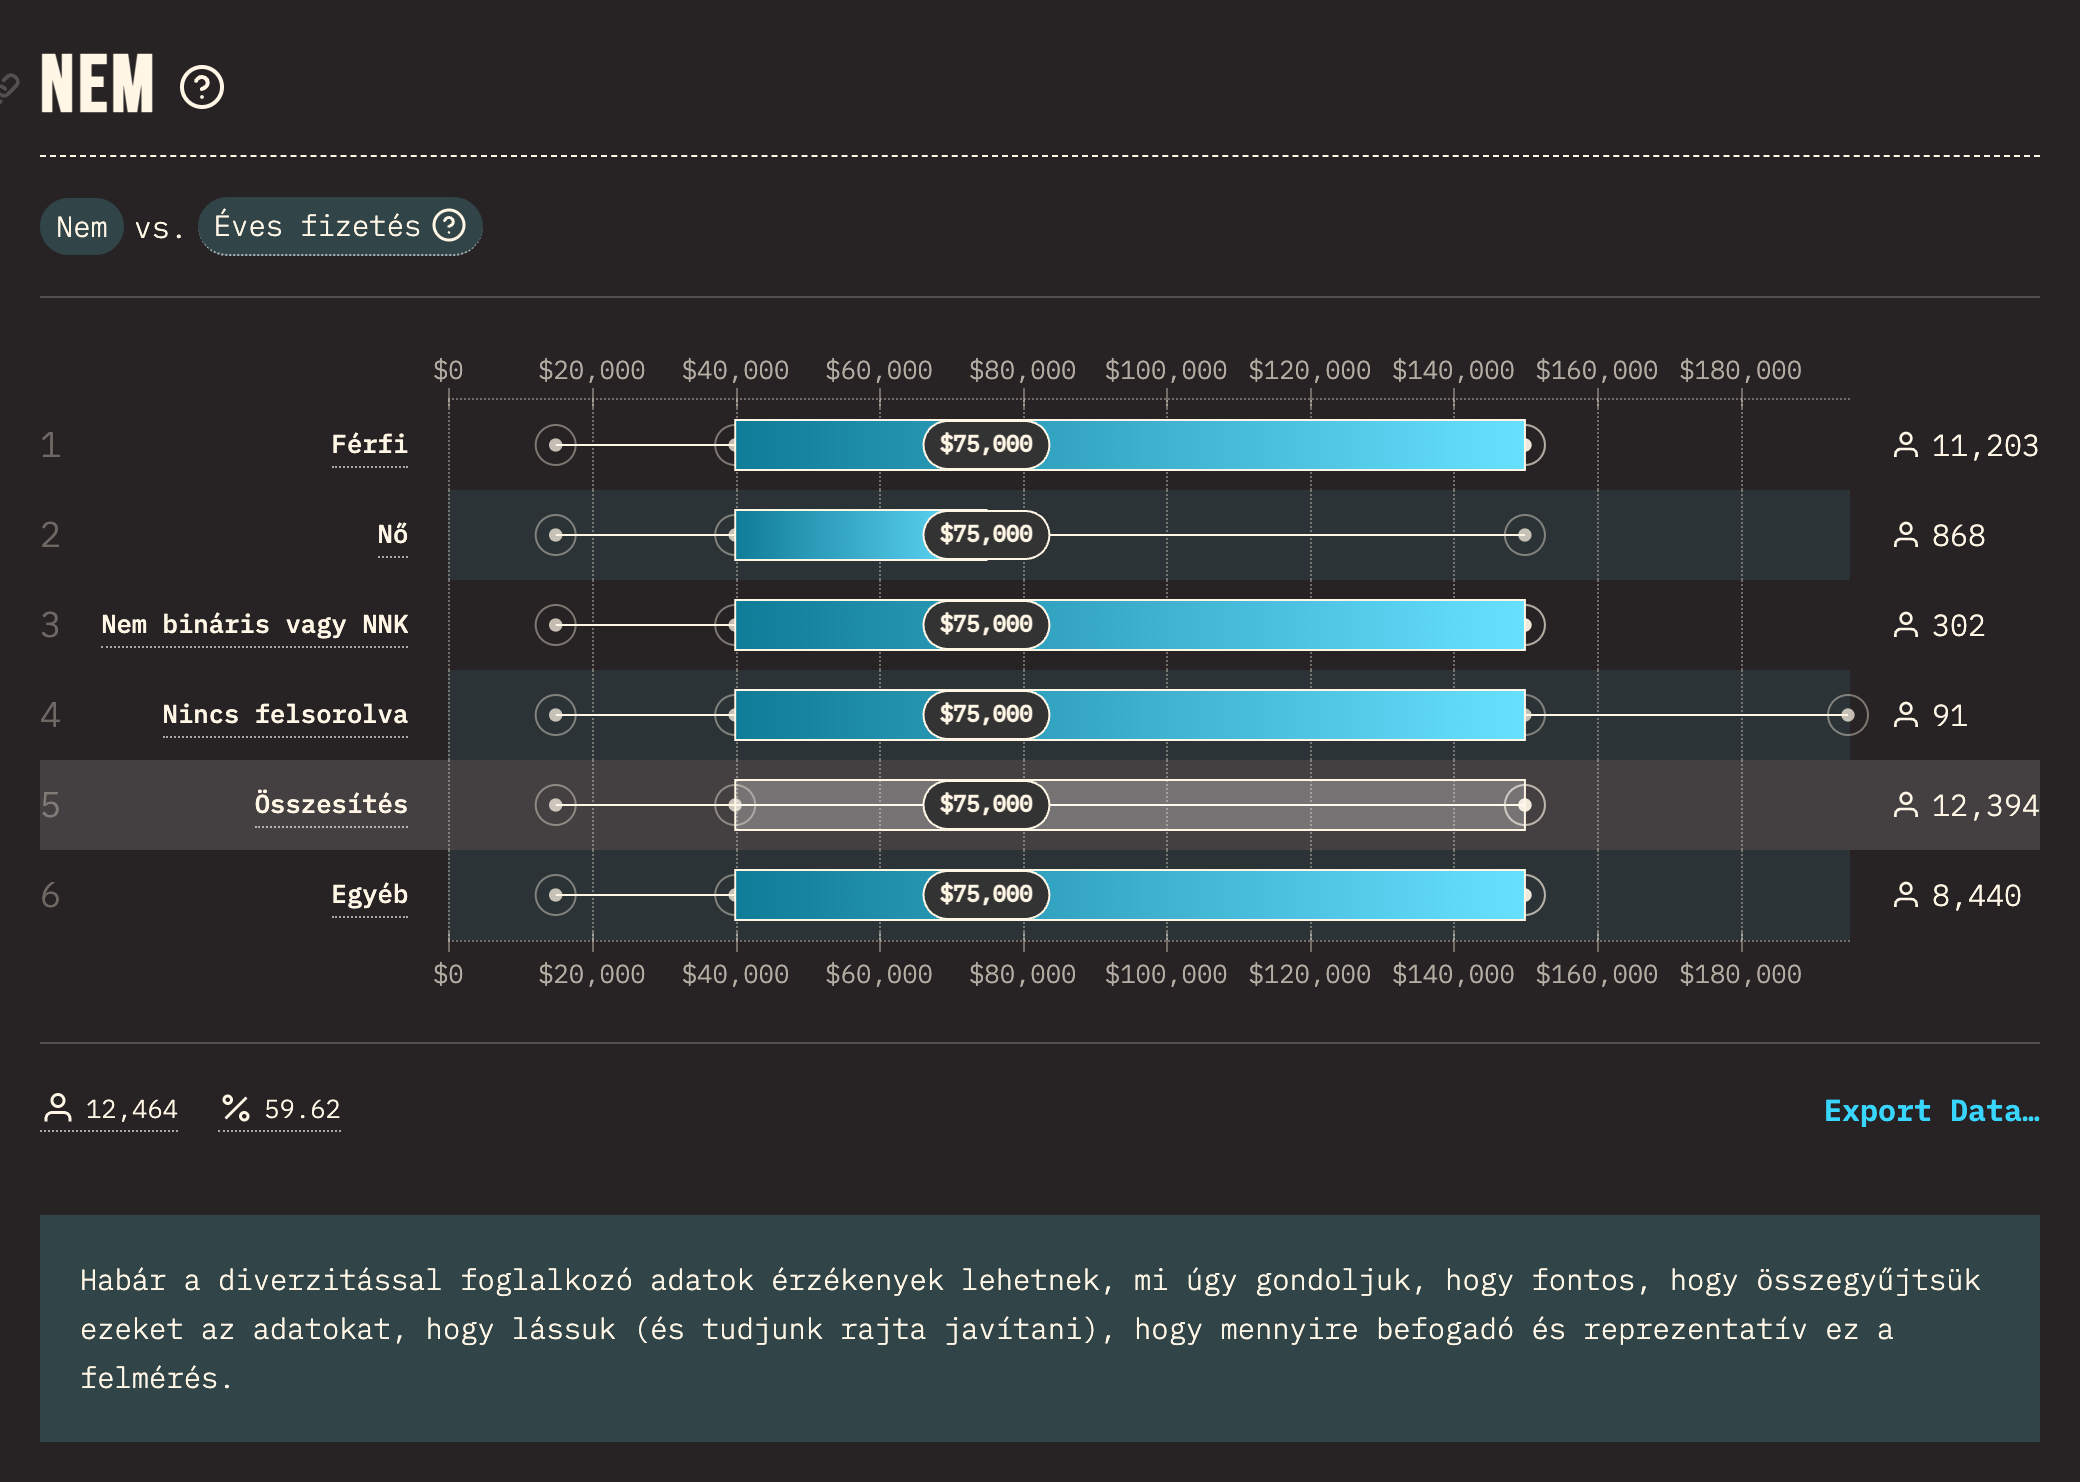 NEM
Nem vs. Éves fizetés
$0 $20,000 $40,000 $60,000 $80,000 $100,000 $120,000 $140,000 $160,000 $180,000
1 Férfi $75,000 11,203
2 Nő $75,000 868
3 Nem bináris vagy NNK $75,000 302
4 Nincs felsorolva $75,000 91
5 Összesítés $75,000 12,394
6 Egyéb $75,000 8,440
$0 $20,000 $40,000 $60,000 $80,000 $100,000 $120,000 $140,000 $160,000 $180,000
12,464 % 59.62 Export Data…
Habár a diverzitással foglalkozó adatok érzékenyek lehetnek, mi úgy gondoljuk, hogy fontos, hogy összegyűjtsük
ezeket az adatokat, hogy lássuk (és tudjunk rajta javítani), hogy mennyire befogadó és reprezentatív ez a
felmérés.